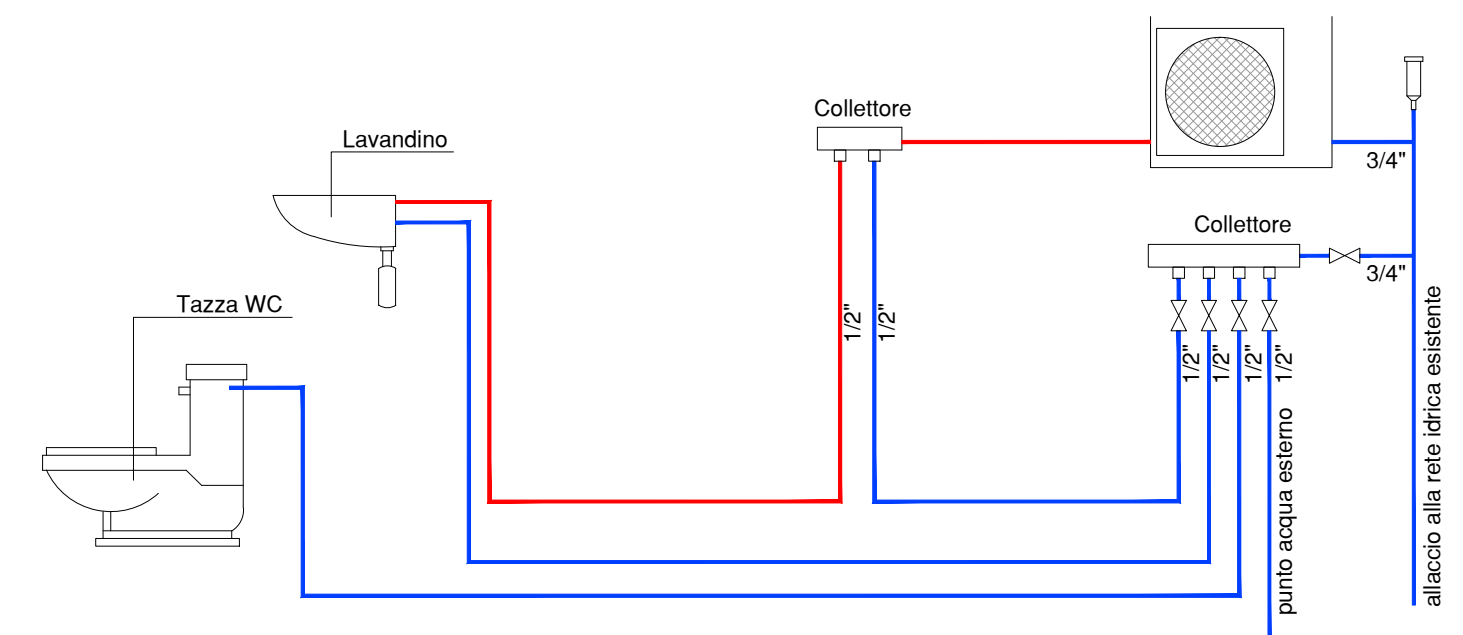 Collettore
Lavandino
3/4"
Collettore
3/4"
Tazza WC
1/2"
1/2"
1/2"
1/2"
1/2"
1/2"
punto acqua esterno
allaccio alla rete idrica esistente